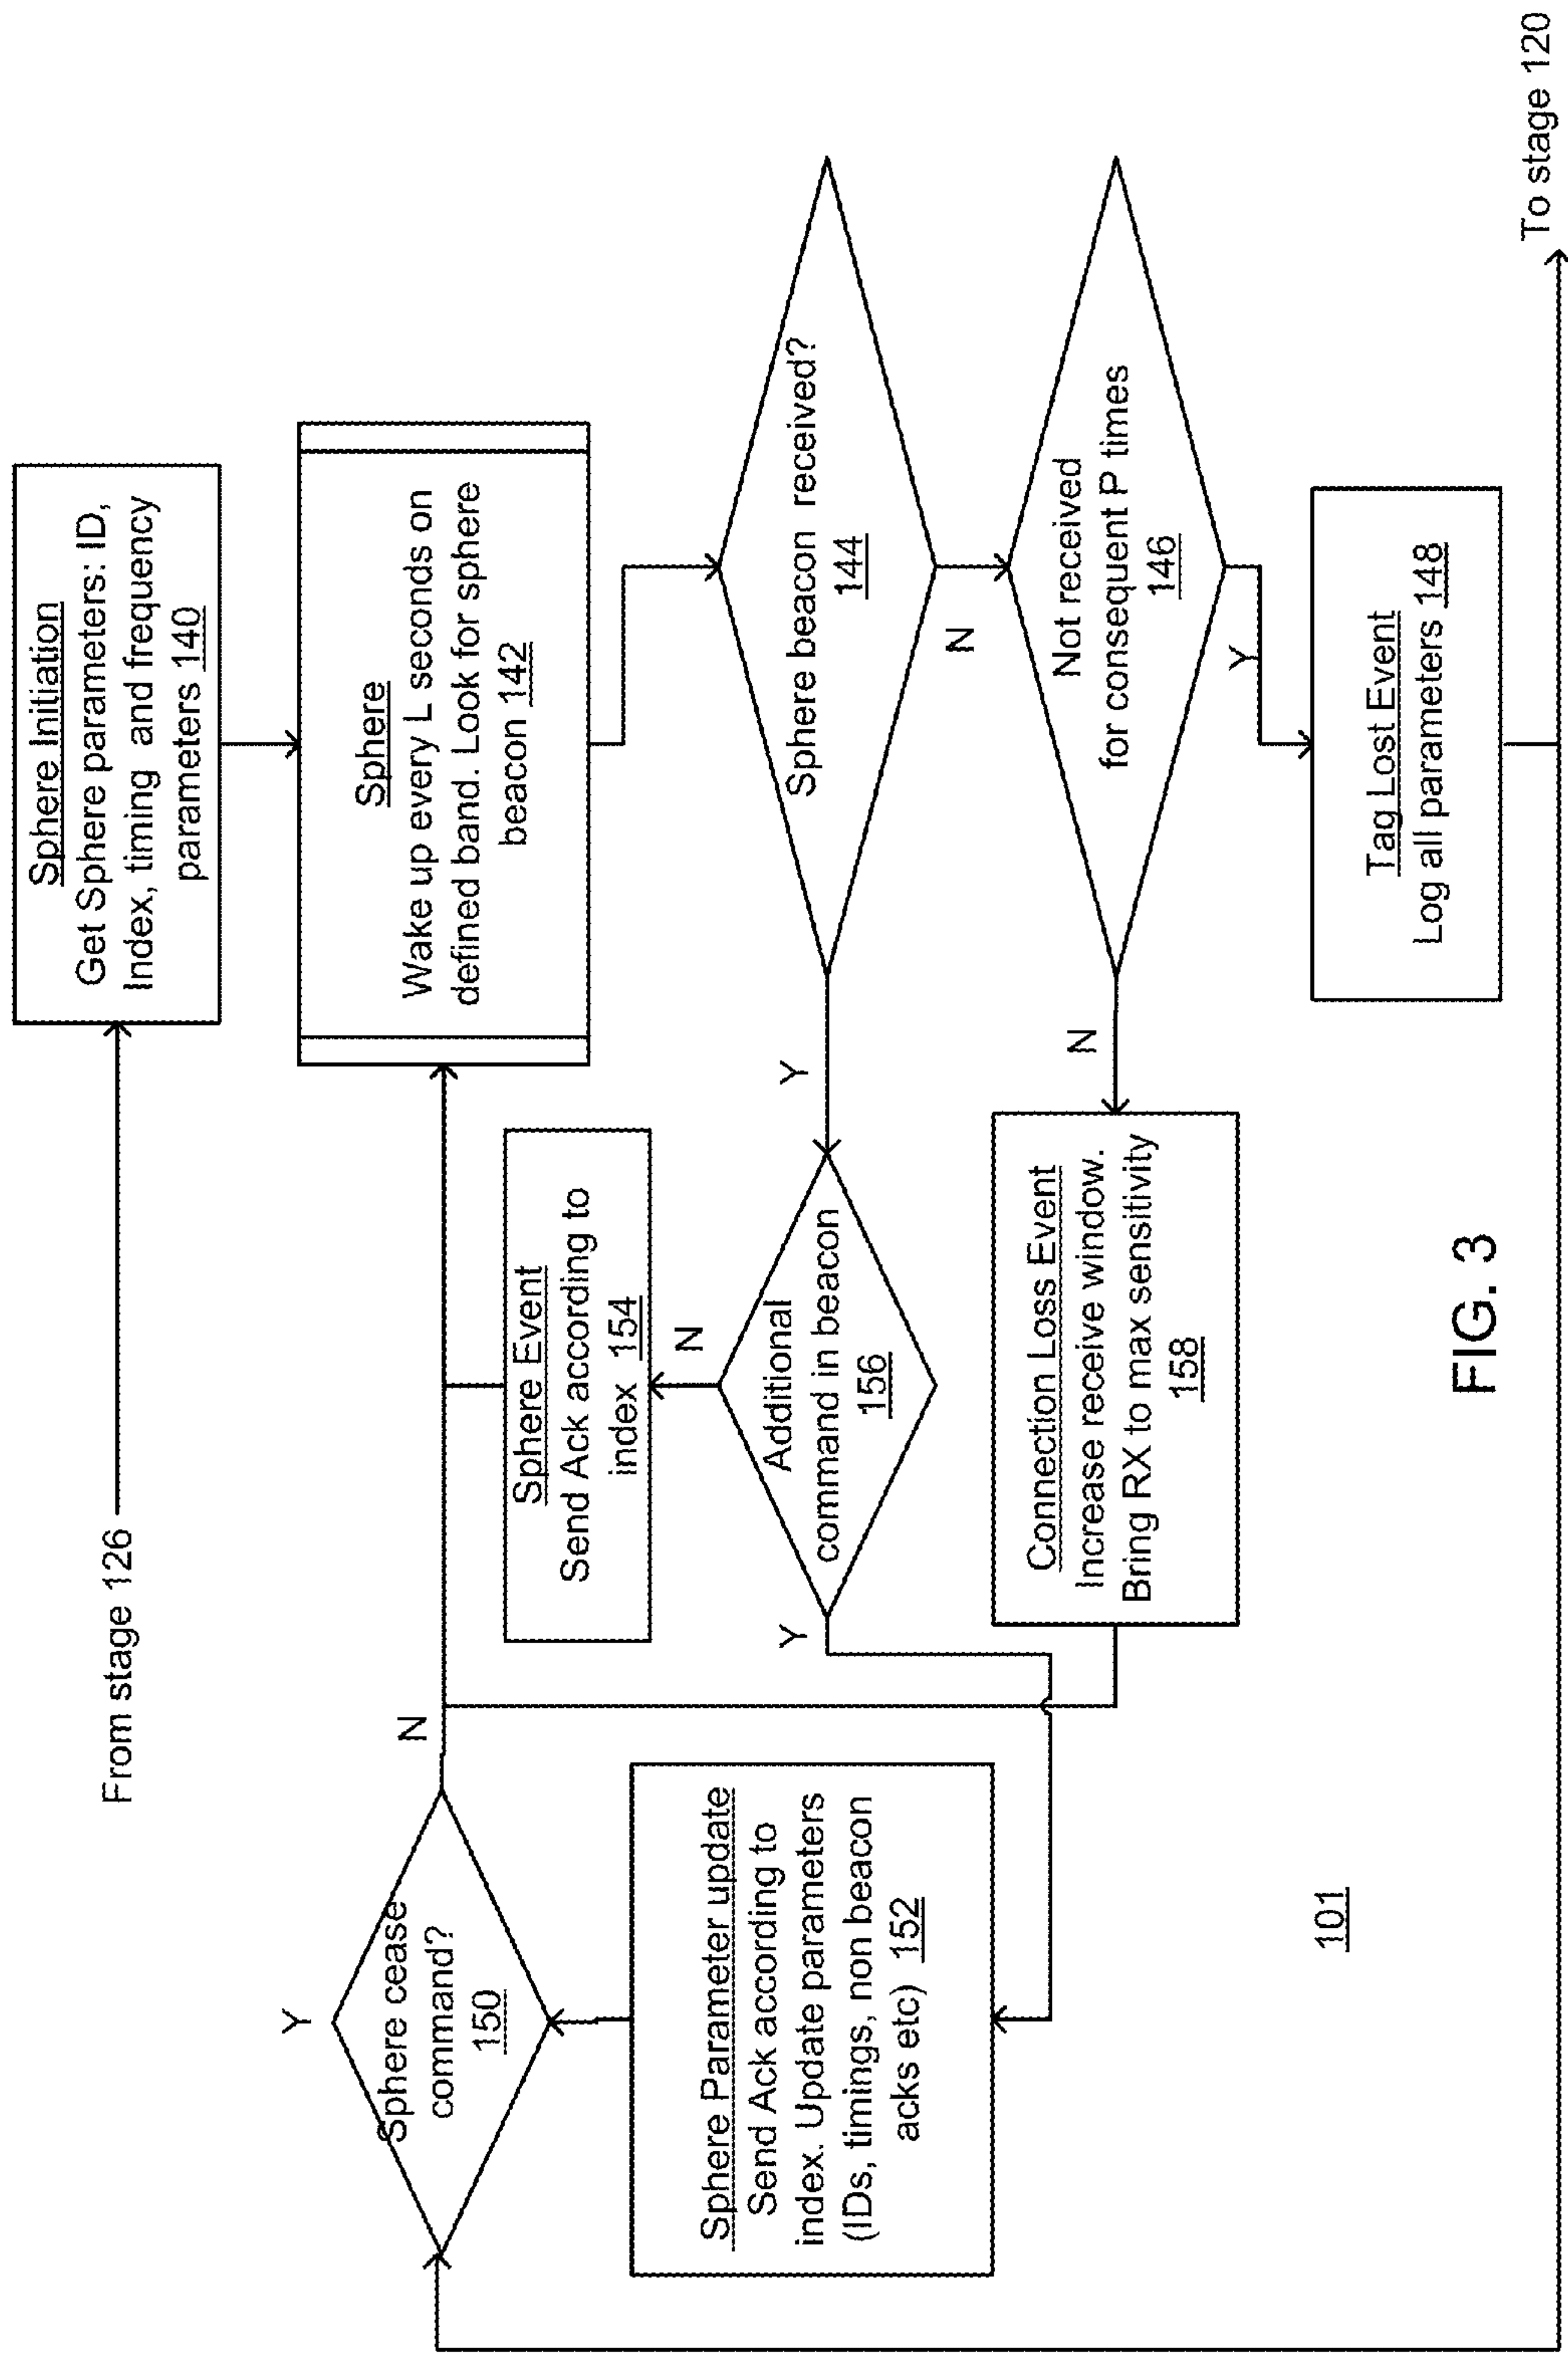 From stage 126
Sphere Initiation
Get Sphere parameters: ID,
Index, timing and frequency
parameters 140
Sphere
Wake up every L seconds on
defined band. Look for sphere
beacon 142
Y
Sphere cease
command?
150
N
Sphere Event
Send Ack according to
index 154
N
Sphere Parameter update
Send Ack according to
index. Update parameters
(IDs, timings, non beacon
acks etc) 152
Y
Additional
command in beacon
156
Y
Sphere beacon received?
144
N
Connection Loss Event
Increase receive window.
Bring RX to max sensitivity
158
N
Not received
for consequent P times
146
Y
Tag Lost Event
Log all parameters 148
101
FIG. 3
To stage 120